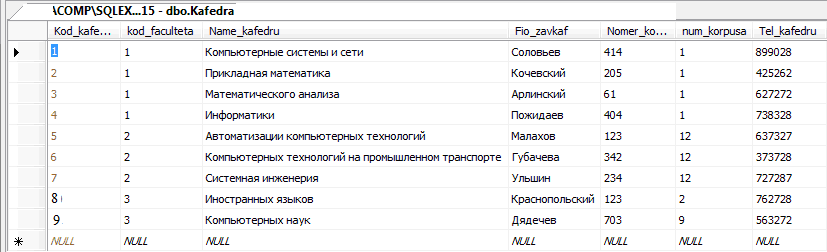 \COMP\SQLEX...15 - dbo.Kafedra
Kod_kafe... kod_faculteta Name_kafedru Fio_zavkaf Nomer_ko... num_korpusa Tel_kafedru
1 1 Компьютерные системы и сети Соловьев 414 1 899028
2 1 Прикладная математика Кочевский 205 1 425262
3 1 Математического анализа Арлинский 61 1 627272
4 1 Информатики Пожидаев 404 1 738328
5 2 Автоматизации компьютерных технологий Малахов 123 12 637327
6 2 Компьютерных технологий на промышленном транспорте Губачева 342 12 373728
7 2 Системная инженерия Ульшин 234 12 727287
8 3 Иностранных языков Краснопольский 123 2 762728
9 3 Компьютерных наук Дядечев 703 9 563272
NULL NULL NULL NULL NULL NULL NULL